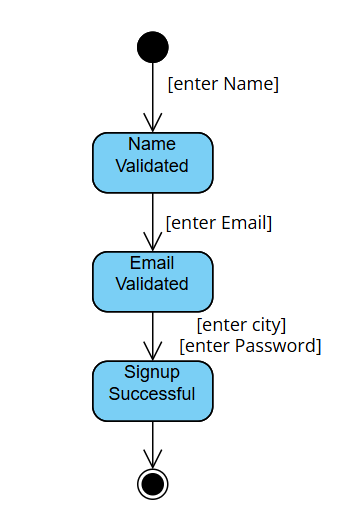 [enter Name]
Name
Validated
[enter Email]
Email
Validated
[enter city]
[enter Password]
Signup
Successful